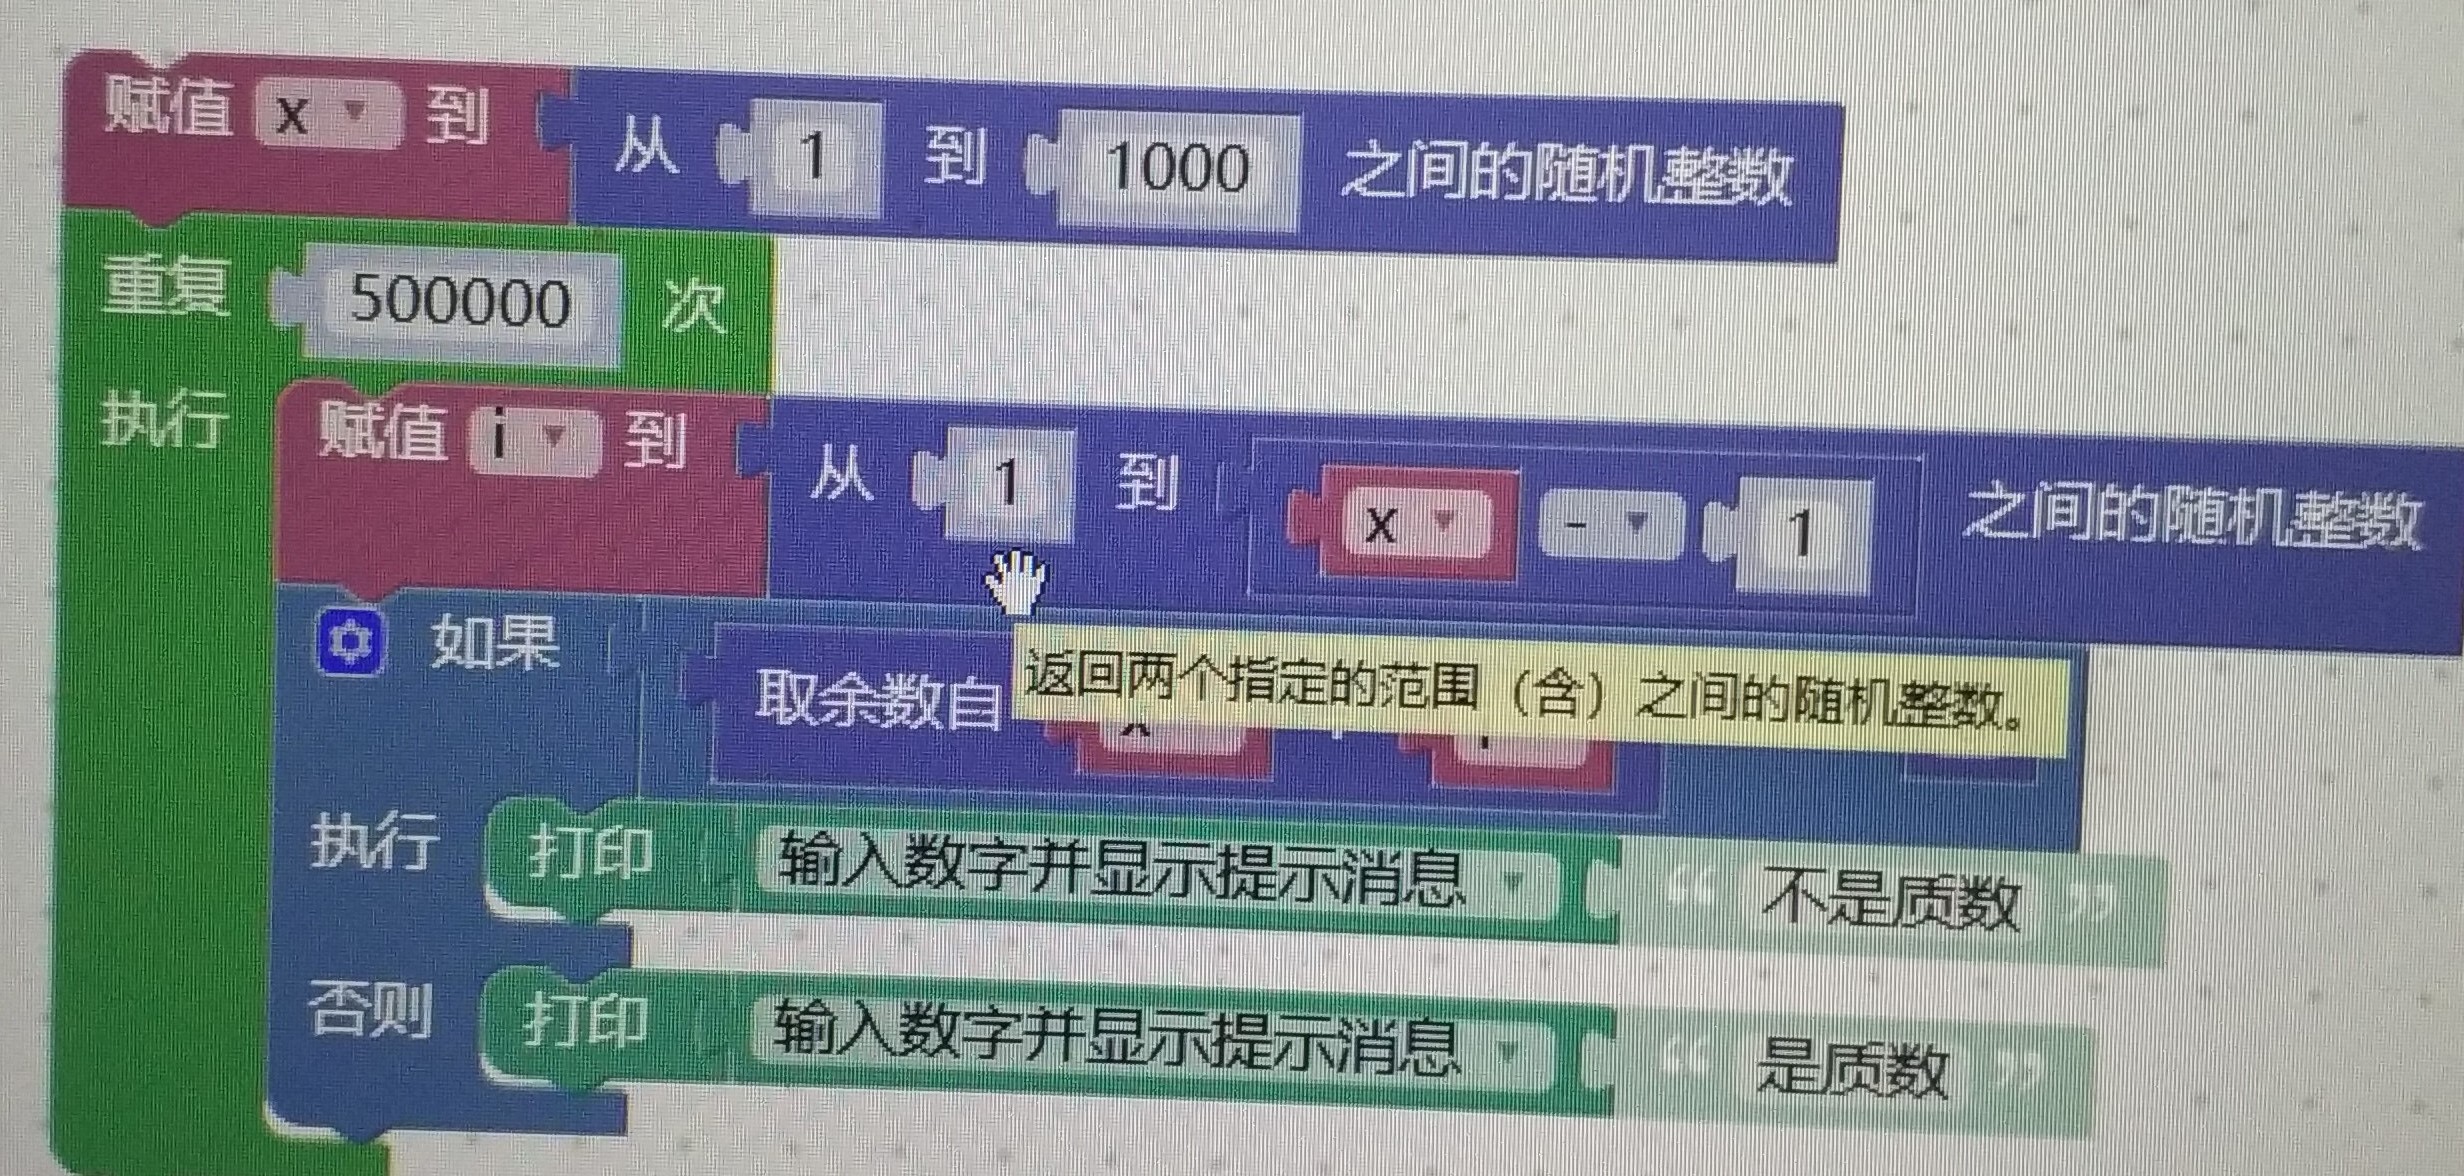 赋值 x 到 从 1 到 1000 之间的随机整数
重复 500000 次
执行 赋值 i 到 从 1 到 x - 1 之间的随机整数
如果 取余数自
返回两个指定的范围（含）之间的随机整数。
执行 打印 输入数字并显示提示消息 “ 不是质数 ”
否则 打印 输入数字并显示提示消息 “ 是质数 ”